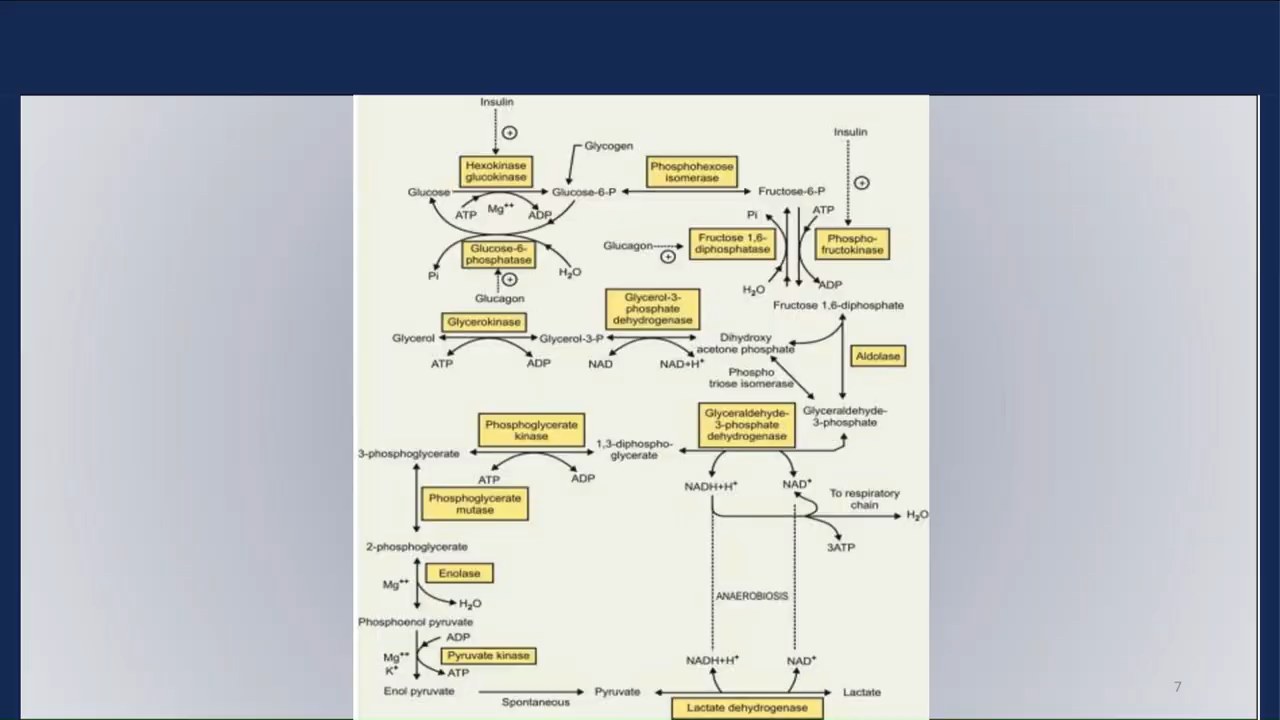 Insulin
Insulin
Glycogen
Hexokinase
glucokinase
Phosphohexose
isomerase
Glucose
Glucose-6-P
Fructose-6-P
ATP
Mg⁺⁺
ADP
Pi
ATP
Glucose-6-
phosphatase
Glucagon
Fructose 1,6-
diphosphatase
Phospho-
fructokinase
Pi
H₂O
H₂O
ADP
Glucagon
Fructose 1,6-diphosphate
Glycerokinase
Glycerol-3-
phosphate
dehydrogenase
Glycerol
Glycerol-3-P
Dihydroxy
acetone phosphate
Aldolase
ATP
ADP
NAD
NAD+H⁺
Phospho
triose isomerase
Glyceraldehyde-
3-phosphate
Glyceraldehyde-
3-phosphate
dehydrogenase
Phosphoglycerate
kinase
3-phosphoglycerate
1,3-diphospho-
glycerate
ATP
ADP
NADH+H⁺
NAD⁺
To respiratory
chain
H₂O
3ATP
Phosphoglycerate
mutase
2-phosphoglycerate
Mg⁺⁺
Enolase
H₂O
ANAEROBIOSIS
Phosphoenol pyruvate
ADP
Mg⁺⁺
K⁺
Pyruvate kinase
ATP
NADH+H⁺
NAD⁺
Enol pyruvate
Spontaneous
Pyruvate
Lactate
Lactate dehydrogenase
7